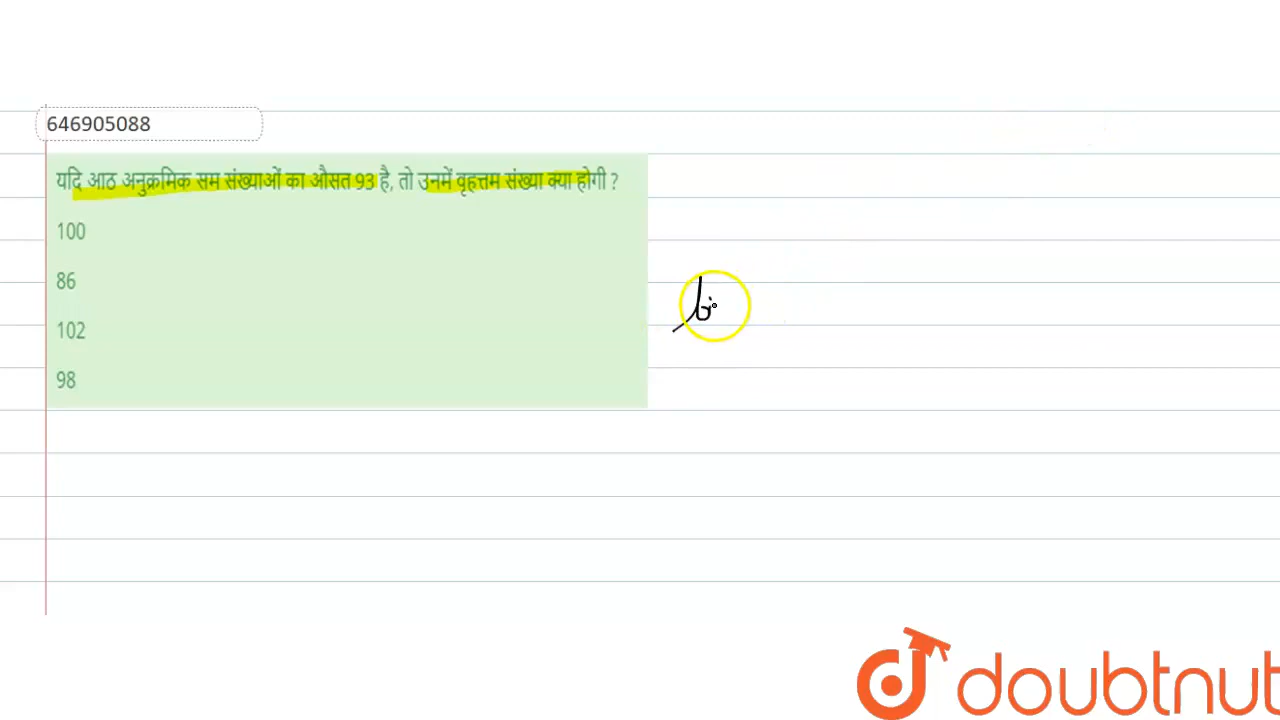 646905088
यदि आठ अनुक्रमिक सम संख्याओं का औसत 93 है, तो उनमें वृहत्तम संख्या क्या होगी ?
100
86
102
98
doubtnut